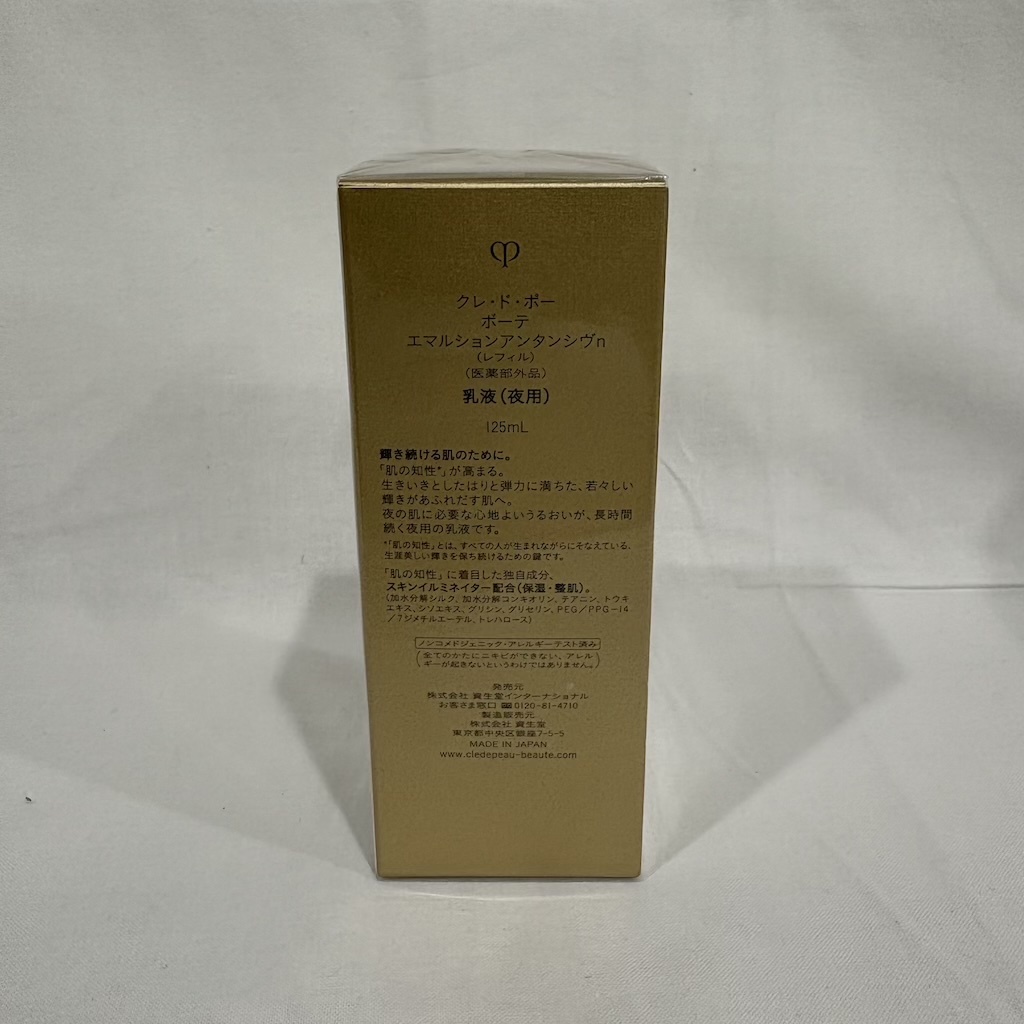 クレ・ド・ポー
ボーテ
エマルションアンタンシヴn
（レフィル）
（医薬部外品）
乳液（夜用）
125mL
輝き続ける肌のために。
「肌の知性*」が高まる。
生きいきとしたはりと弾力に満ちた、若々しい
輝きがあふれだす肌へ。
夜の肌に必要な心地よいうるおいが、長時間
続く夜用の乳液です。
*「肌の知性」とは、すべての人が生まれながらにそなえている、
生涯美しい輝きを保ち続けるための鍵です。
「肌の知性」に着目した独自成分、
スキンイルミネイター配合（保湿・整肌）。
（加水分解シルク、加水分解コンキオリン、テアニン、トウキ
エキス、シソエキス、グリシン、グリセリン、PEG／PPG-14
／7ジメチルエーテル、トレハロース）
ノンコメドジェニック・アレルギーテスト済み
（全てのかたにニキビができない、アレル
ギーが起きないというわけではありません。）
発売元
株式会社 資生堂インターナショナル
お客さま窓口 0120-81-4710
製造販売元
株式会社 資生堂
東京都中央区銀座7-5-5
MADE IN JAPAN
www.cledepeau-beaute.com